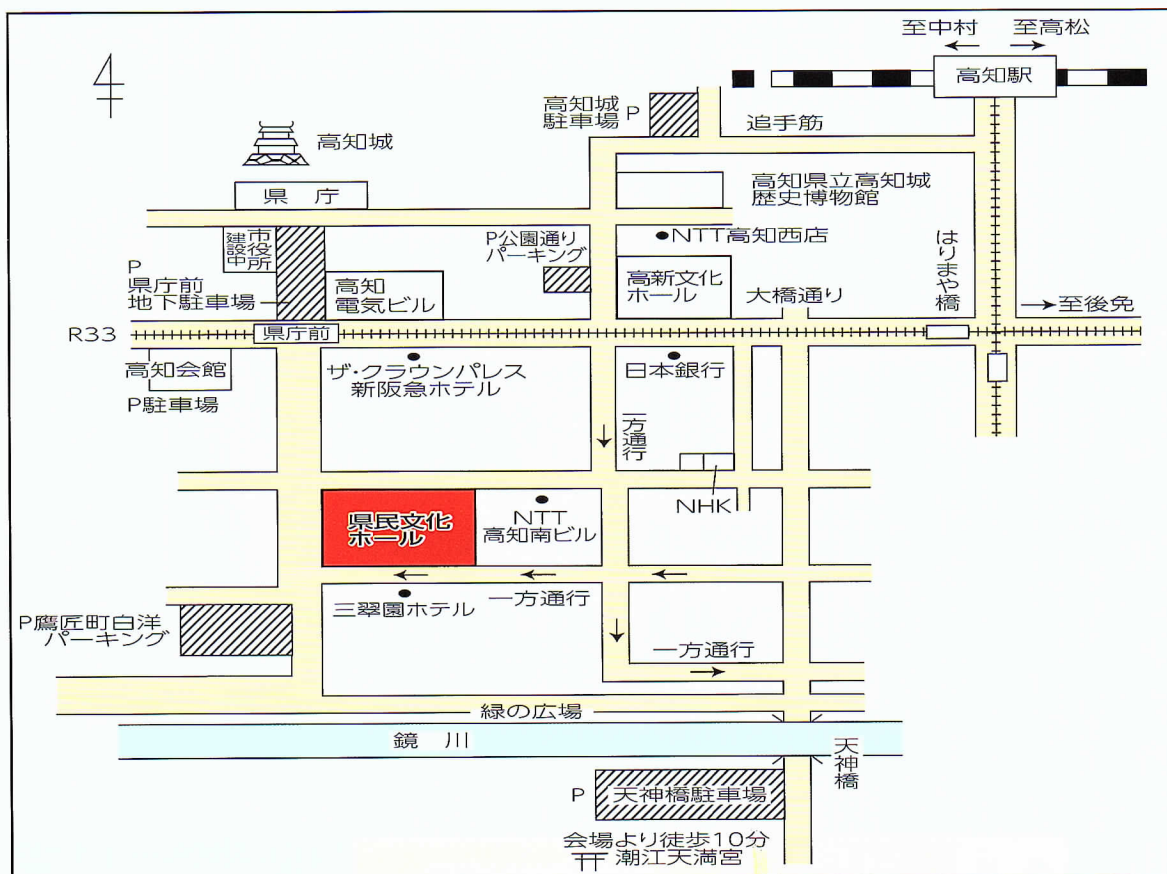 至中村
至高松
高知駅
高知城
駐車場
P
追手筋
高知城
県 庁
高知県立高知城
歴史博物館
市役所
建設中
P公園通り
パーキング
NTT高知西店
はりまや橋
P
県庁前
地下駐車場
高知
電気ビル
高新文化
ホール
大橋通り
至後免
R33
県庁前
高知会館
P駐車場
ザ・クラウンパレス
新阪急ホテル
日本銀行
一方通行
NHK
県民文化
ホール
NTT
高知南ビル
三翠園ホテル
一方通行
P鷹匠町白洋
パーキング
一方通行
緑の広場
鏡 川
天神橋
P
天神橋駐車場
会場より徒歩10分
潮江天満宮